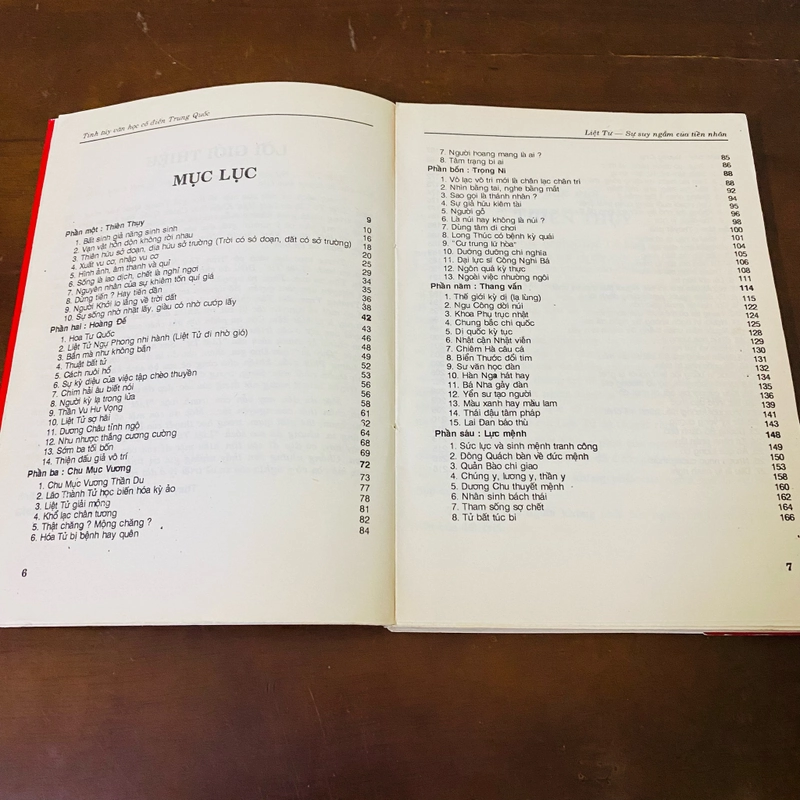 Tinh túy văn học cổ điển Trung Quốc
MỤC LỤC
Phần một : Thiên Thụy 9
1. Bất sinh giả năng sinh sinh 10
2. Vạn vật hỗn độn không rời nhau 16
3. Thiên hữu sở đoản, địa hữu sở trường (Trời có sở đoản, đất có sở trường) 18
4. Xuất vu cơ, nhập vu cơ 20
5. Hình ảnh, âm thanh và quỉ 25
6. Sống là lao dịch, chết là nghỉ ngơi 29
7. Nguyên nhân của sự khiêm tốn quí giá 34
8. Dừng tiến ? Hay tiến dần 35
9. Người Khởi lo lắng về trời đất 36
10. Sự sống nhờ nhặt lấy, giàu có nhờ cướp lấy 38
Phần hai : Hoàng Đế 42
1. Hoa Tư Quốc 43
2. Liệt Tử Ngự Phong nhi hành (Liệt Tử đi nhờ gió) 46
3. Bắn mà như không bắn 48
4. Thuật bất tử 49
5. Cách nuôi hổ 52
6. Sự kỳ diệu của việc tập chèo thuyền 53
7. Chim hải âu biết nói 56
8. Người kỳ lạ trong lửa 56
9. Thần Vu Hư Vọng 58
10. Liệt Tử sợ hãi 61
11. Dương Châu tỉnh ngộ 32
12. Nhu nhược thắng cương cường 64
13. Sớm ba tối bốn 68
14. Thiện đấu giả vô trí 69
Phần ba : Chu Mục Vương 72
1. Chu Mục Vương Thần Du 73
2. Lão Thành Tử học biến hóa kỳ ảo 77
3. Liệt Tử giải mộng 78
4. Khổ lạc chân tương 81
5. Thật chăng ? Mộng chăng ? 82
6. Hóa Tử bị bệnh hay quên 84
6
Liệt Tử — Sự suy ngẫm của tiền nhân
7. Người hoang mang là ai ? 85
8. Tâm trạng bi ai 86
Phần bốn : Trọng Ni 88
1. Vô lạc vô tri mới là chân lạc chân tri 88
2. Nhìn bằng tai, nghe bằng mắt 92
3. Sao gọi là thánh nhân ? 94
4. Sự giả hữu kiêm tài 95
5. Người gỗ 96
6. Là núi hay không là núi ? 98
7. Dùng tâm đi chơi 100
8. Long Thúc có bệnh kỳ quái 101
9. "Cư trung lữ hòa" 104
10. Dưỡng dưỡng chi nghĩa 105
11. Đại lực sĩ Công Nghi Bá 106
12. Ngôn quá kỳ thực 108
13. Ngoài việc nhường ngôi 111
Phần năm : Thang vấn 114
1. Thế giới kỳ dị (lạ lùng) 115
2. Ngu Công dời núi 122
3. Khoa Phụ trục nhật 124
4. Chung bắc chi quốc 125
5. Dị quốc kỳ tục 128
6. Nhật cận Nhật viễn 129
7. Chiêm Hà câu cá 130
8. Biển Thước đổi tim 131
9. Sư văn học đàn 132
10. Hàn Nga hát hay 134
11. Bá Nha gảy đàn 135
12. Yển sư tạo người 136
13. Màu xanh hay mầu lam 139
14. Thái đậu tâm pháp 141
15. Lai Đan báo thù 143
Phần sáu : Lực mệnh 148
1. Sức lực và sinh mệnh tranh công 149
2. Đông Quách bàn về dức mệnh 150
3. Quản Bào chi giao 153
4. Chúng y, lương y, thần y 158
5. Dương Chu thuyết mệnh 160
6. Nhân sinh bách thái 162
7. Tham sống sợ chết 164
8. Tử bất túc bi 166
7